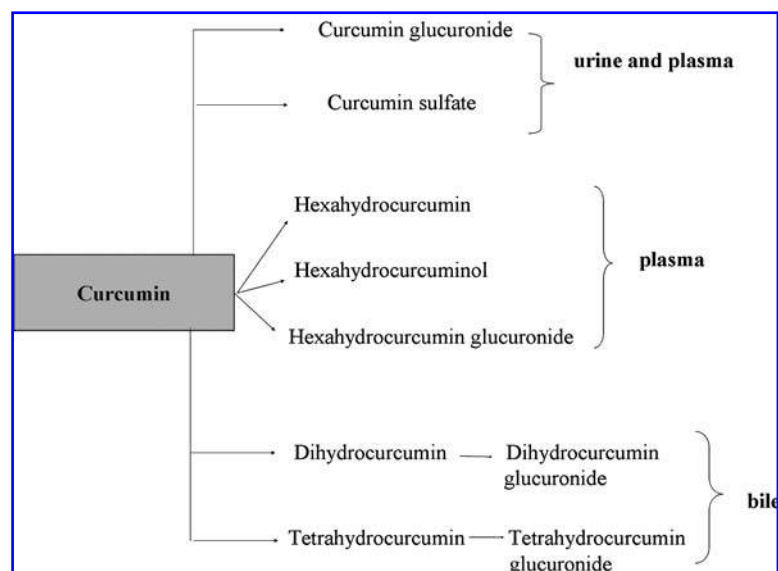 Curcumin glucuronide
urine and plasma
Curcumin sulfate
Hexahydrocurcumin
plasma
Hexahydrocurcuminol
Curcumin
Hexahydrocurcumin glucuronide
Dihydrocurcumin
Dihydrocurcumin
glucuronide
bile
Tetrahydrocurcumin
Tetrahydrocurcumin
glucuronide